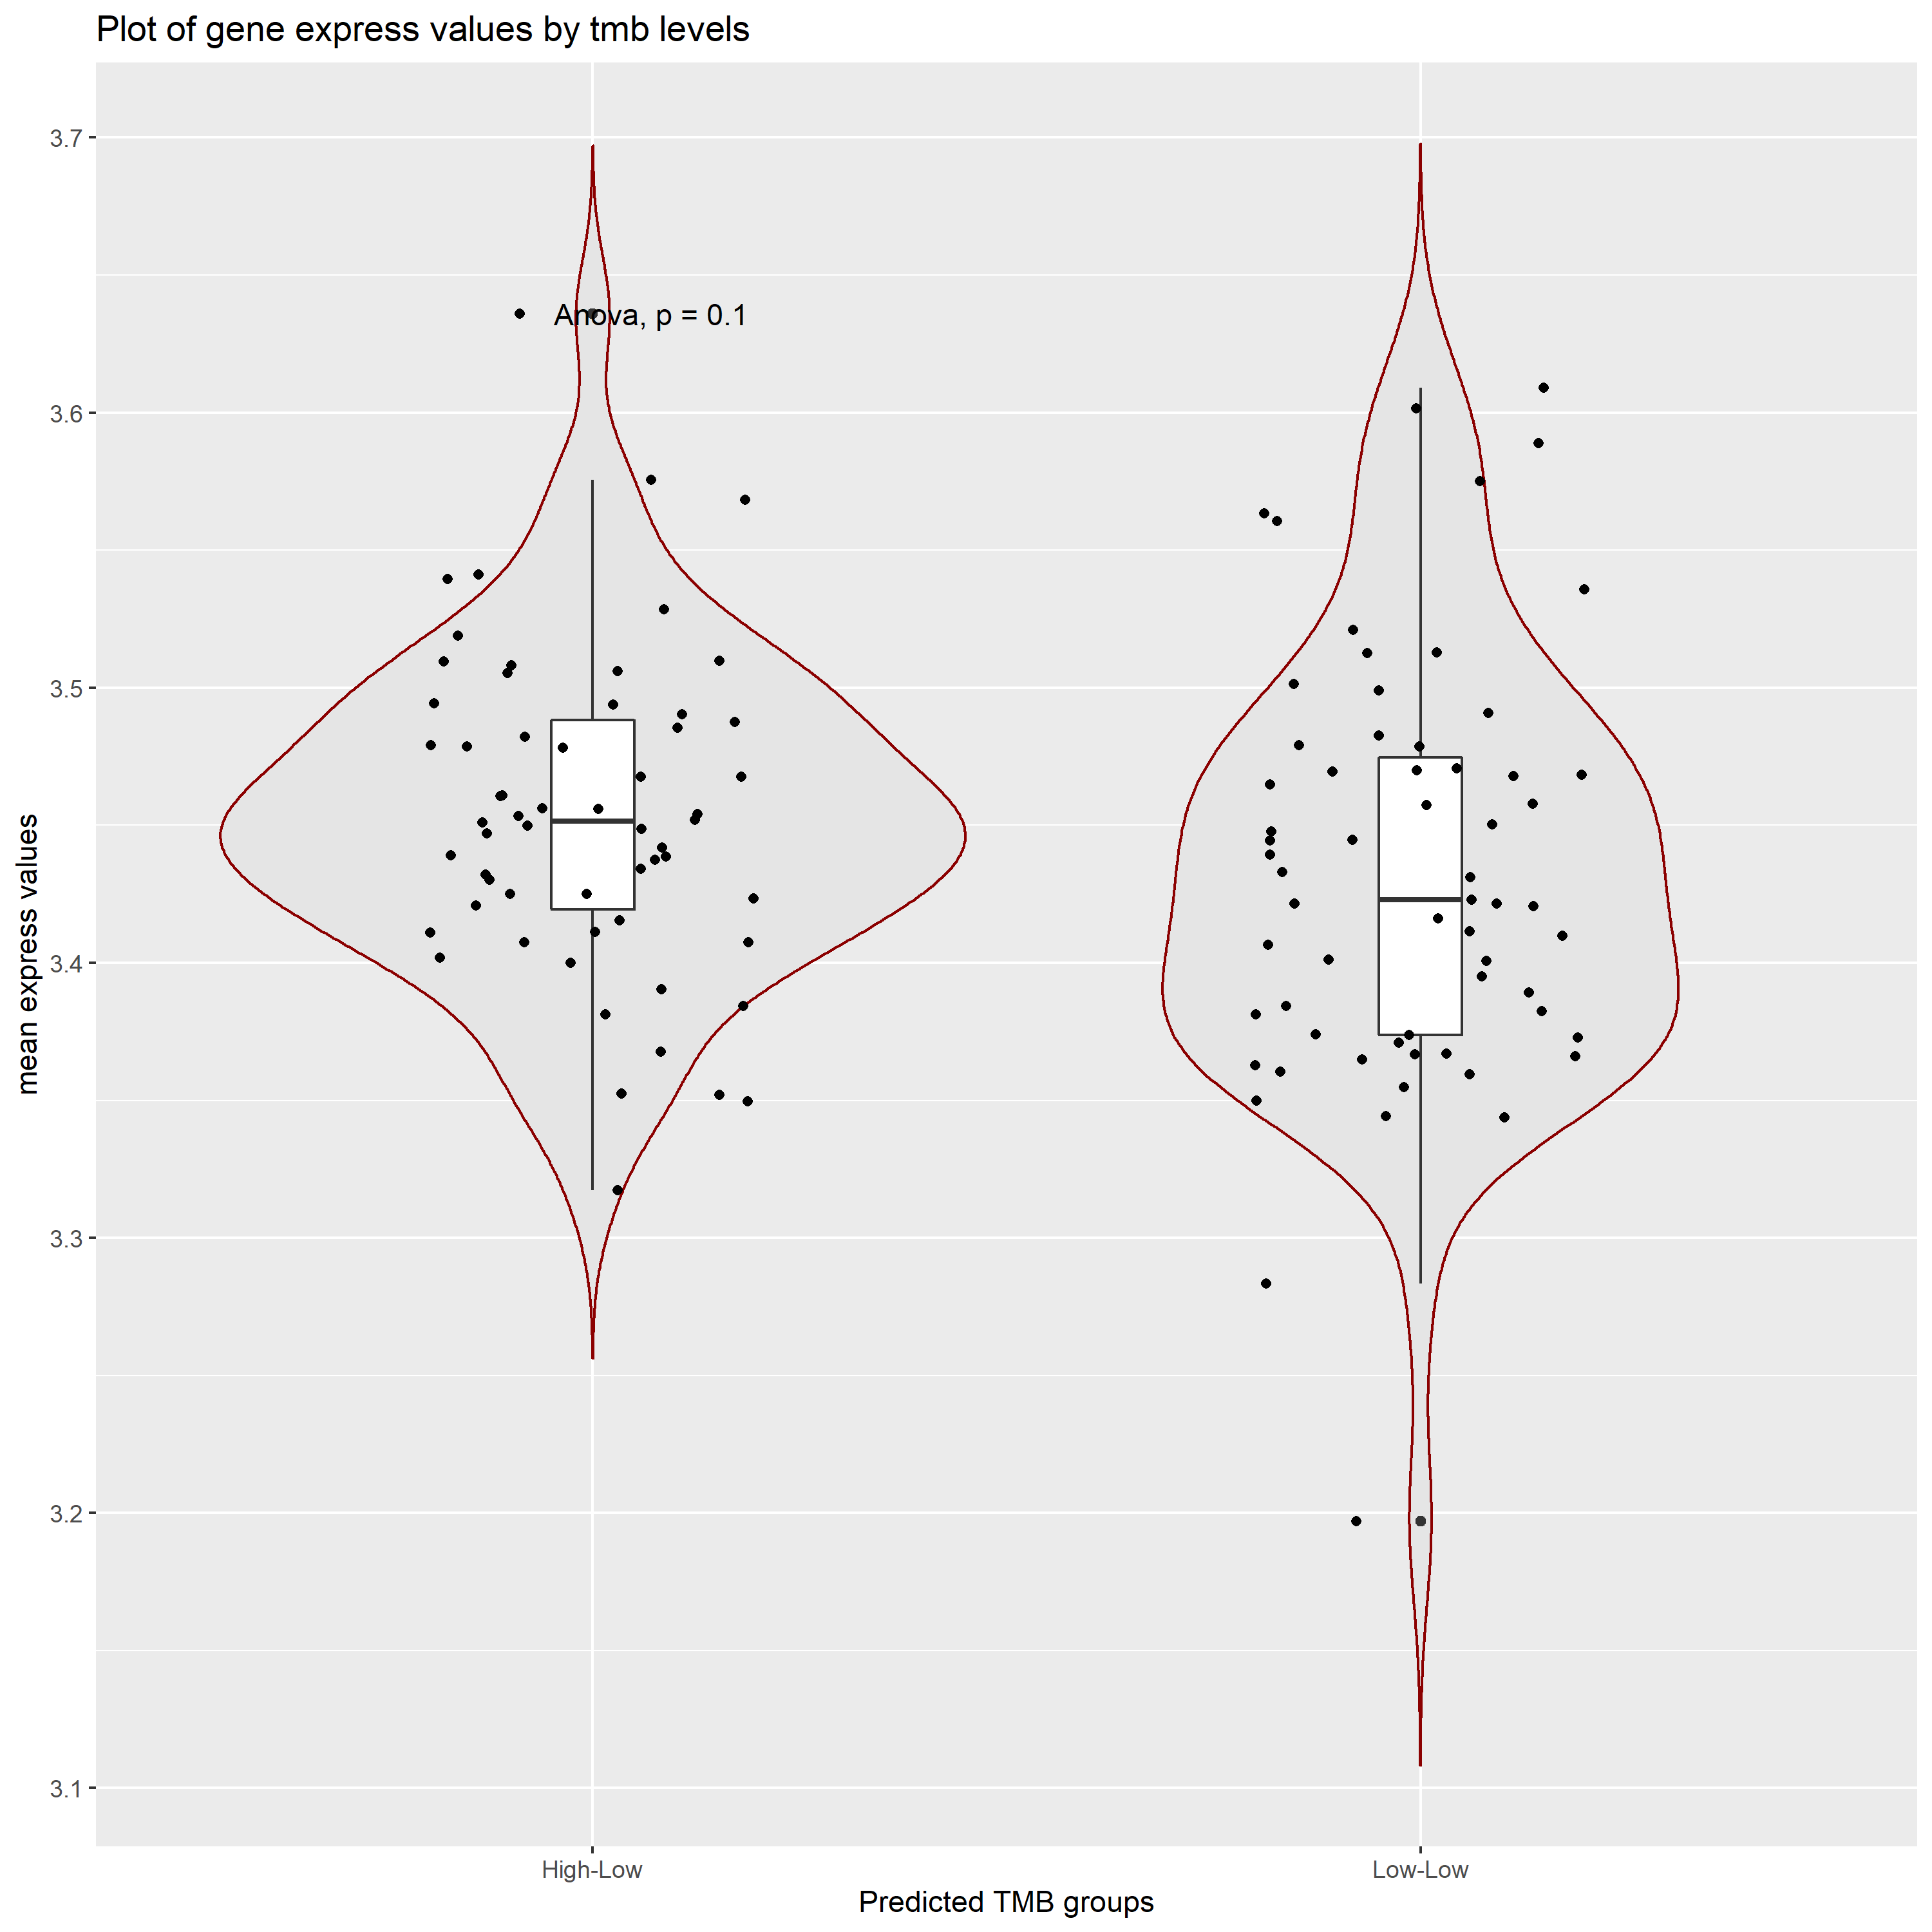 Plot of gene express values by tmb levels
3.7
Anova, p = 0.1
3.6
3.5
mean express values
3.4
3.3
3.2
3.1
High-Low
Low-Low
Predicted TMB groups